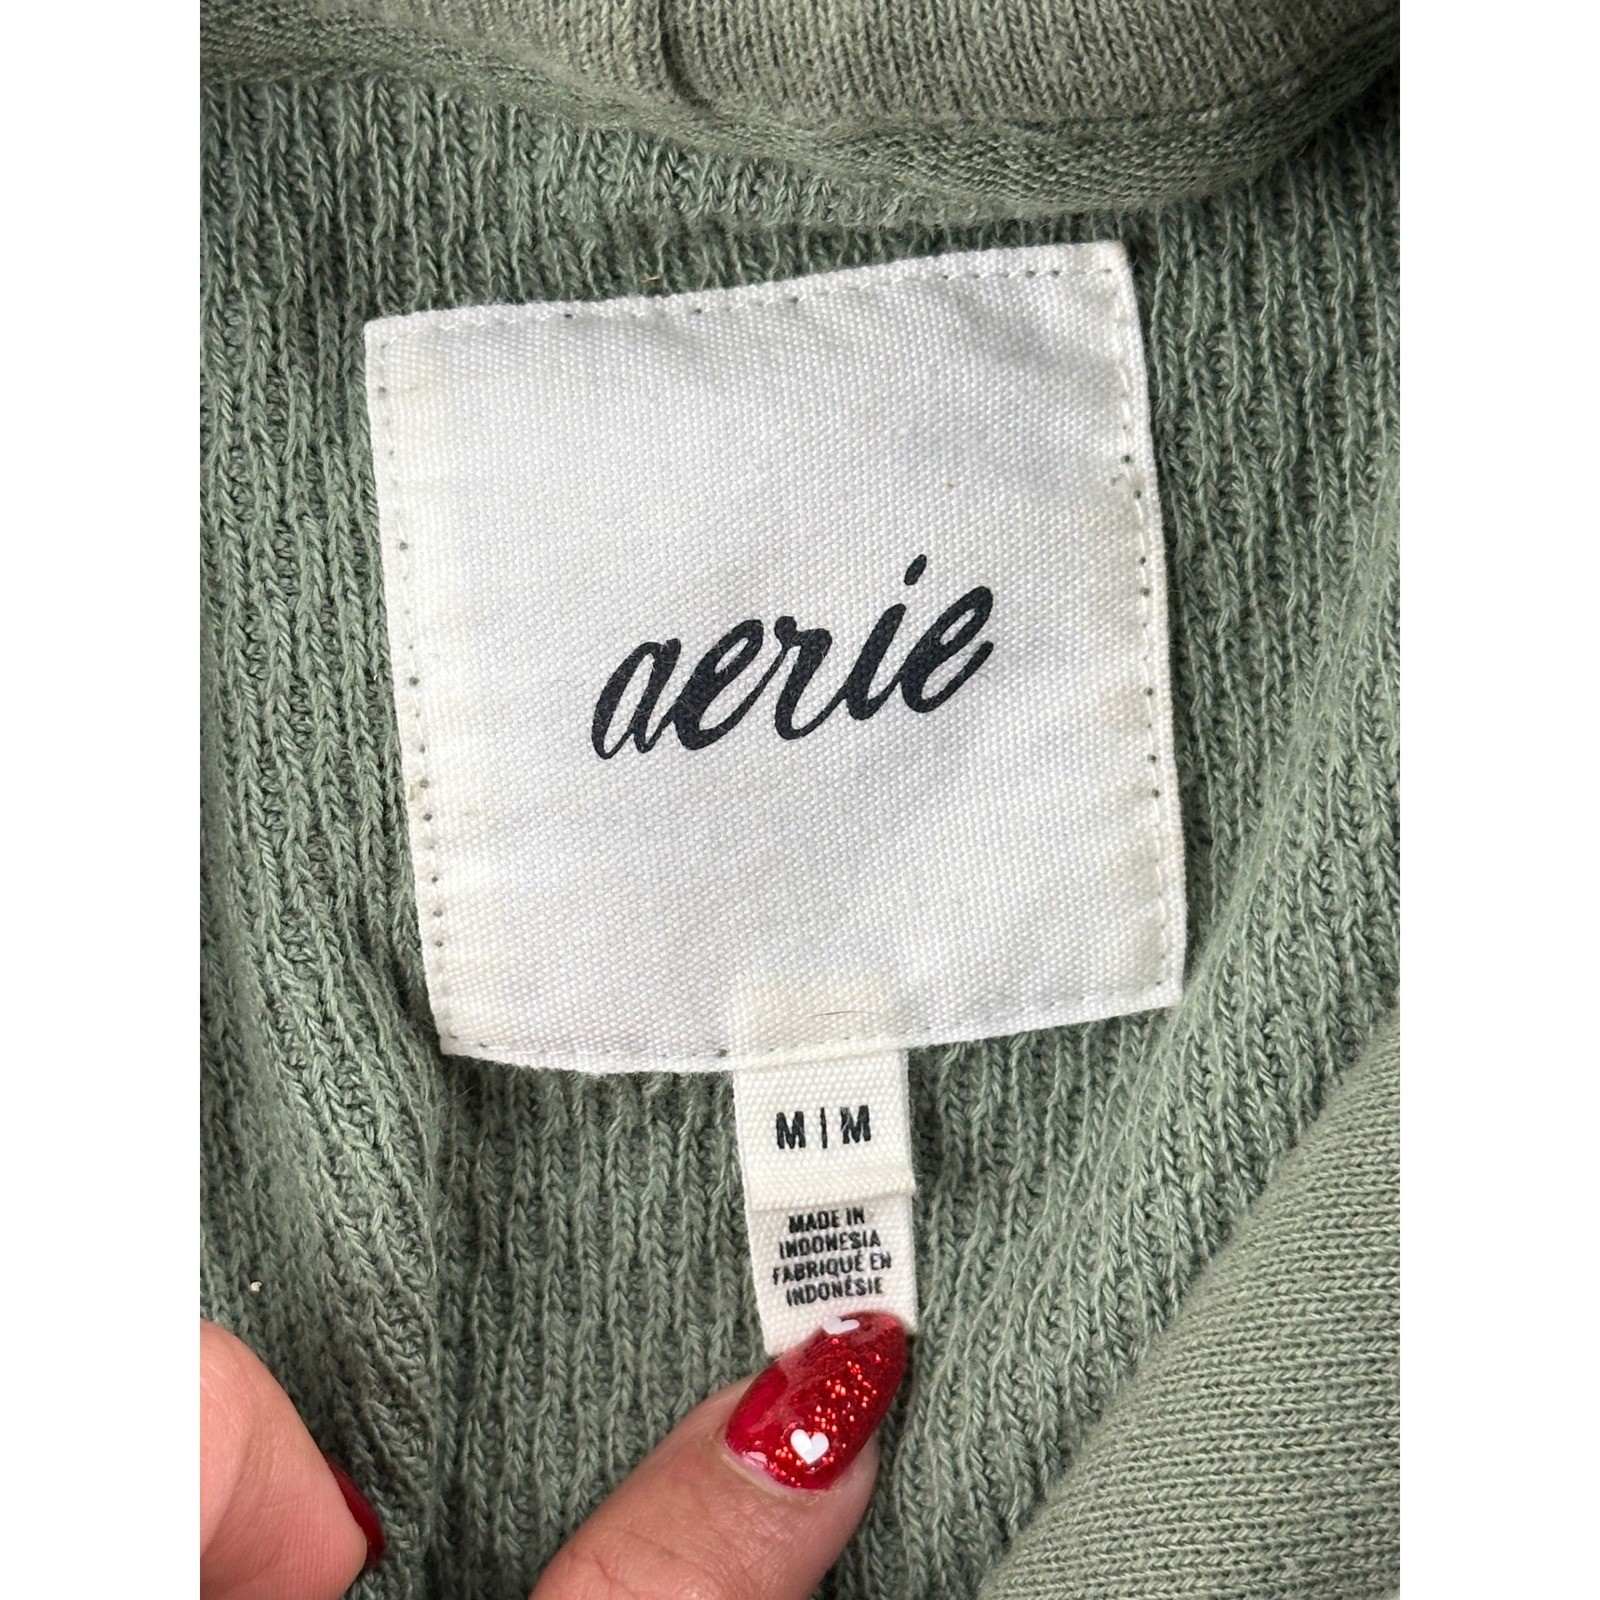 aerie
M | M
MADE IN
INDONESIA
FABRIQUÉ EN
INDONÉSIE